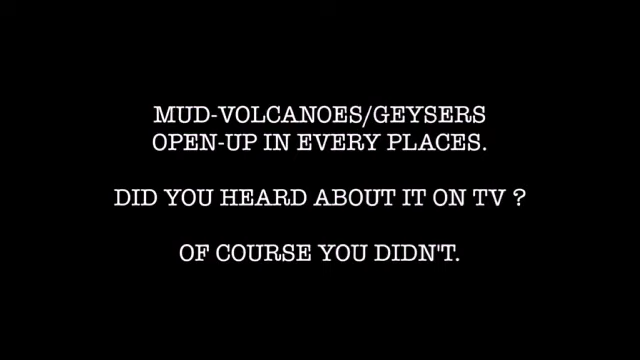 MUD-VOLCANOES/GEYSERS
OPEN-UP IN EVERY PLACES.
DID YOU HEARD ABOUT IT ON TV ?
OF COURSE YOU DIDN'T.